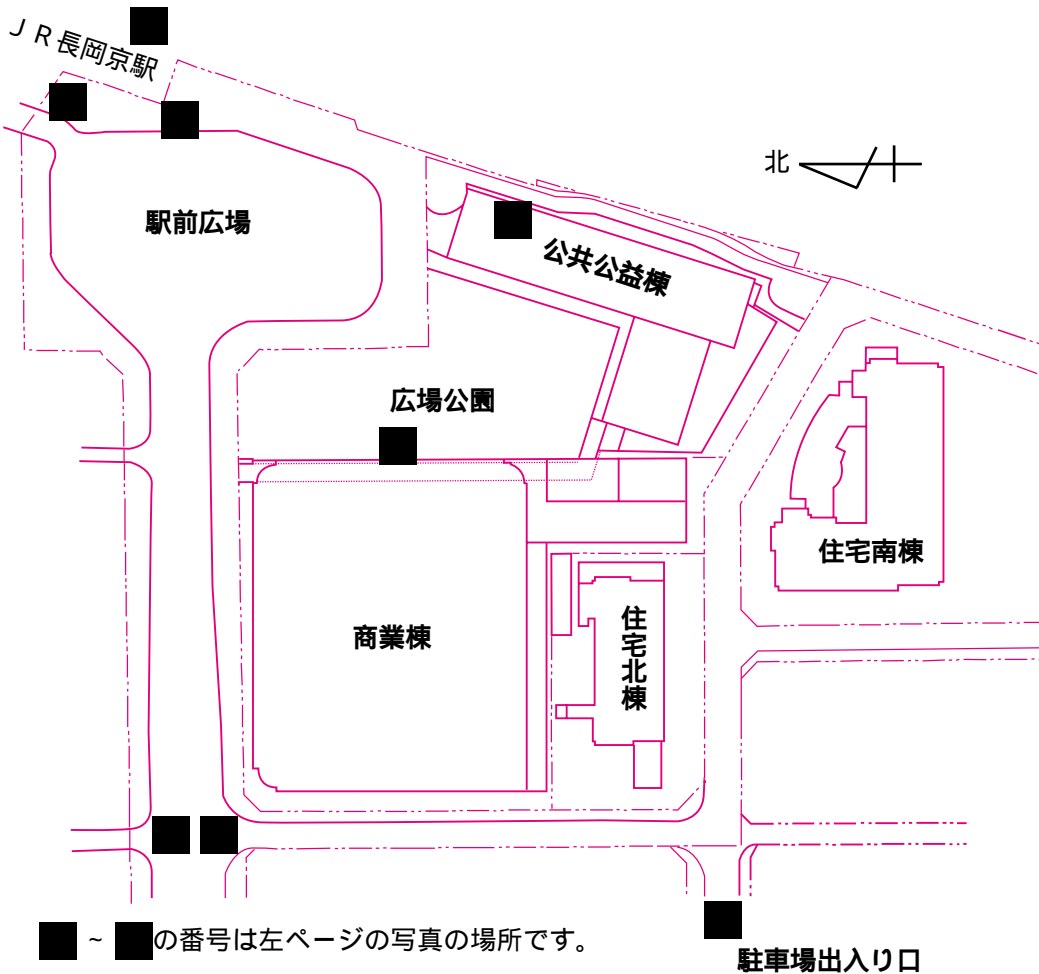 ＪＲ長岡京駅
北
駅前広場
公共公益棟
広場公園
住宅南棟
商業棟
住宅北棟
~ の番号は左ページの写真の場所です。
駐車場出入り口